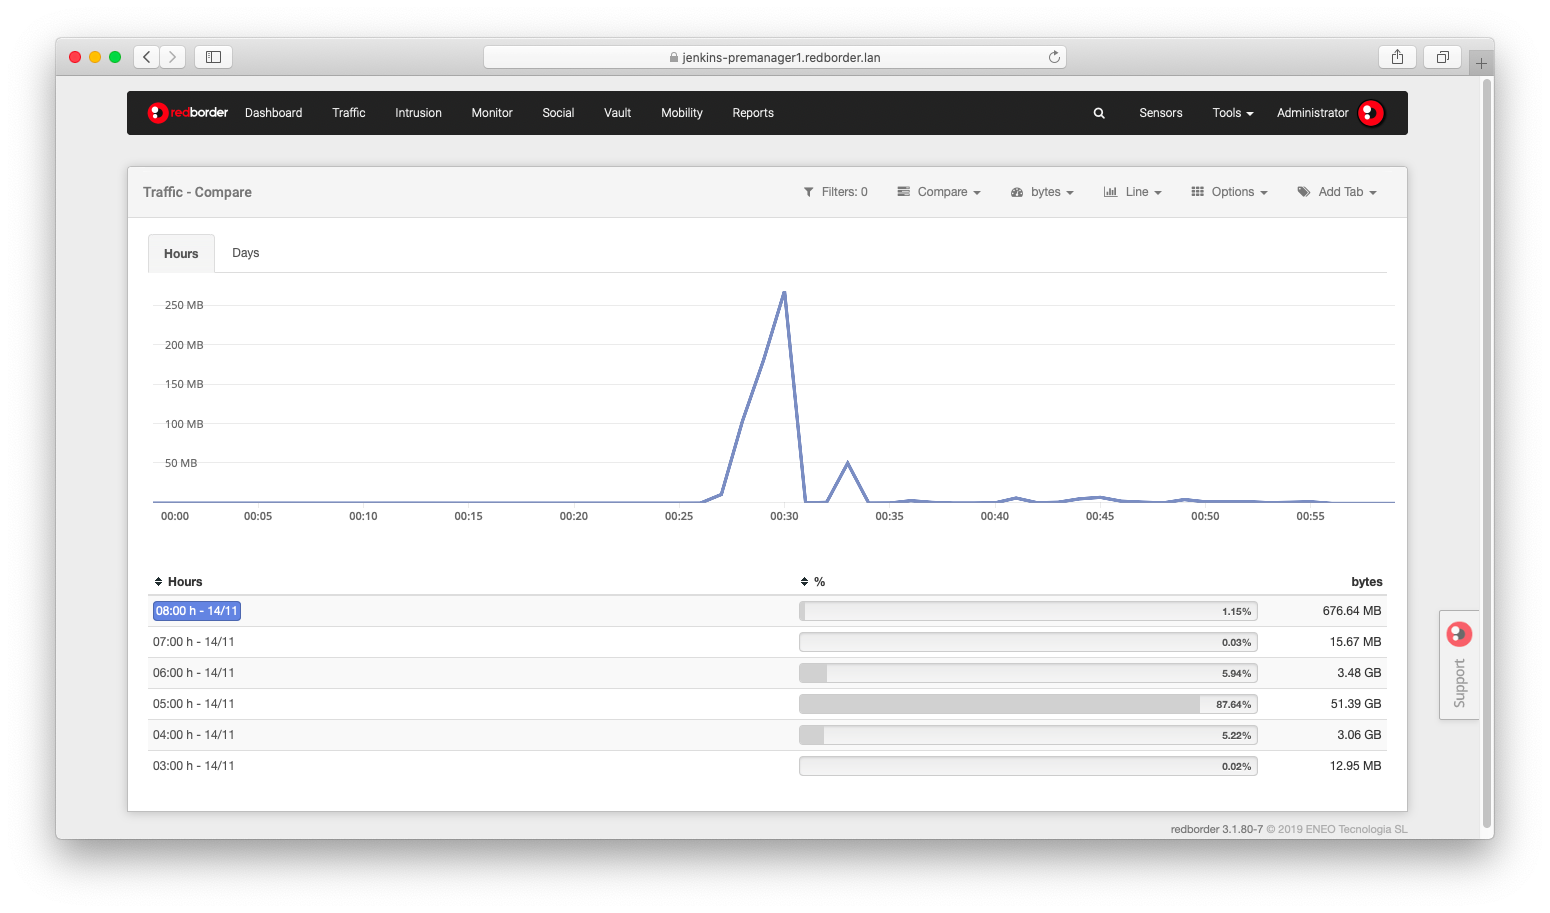 jenkins-premanager1.redborder.lan
redborder Dashboard Traffic Intrusion Monitor Social Vault Mobility Reports Sensors Tools Administrator
Traffic - Compare Filters: 0 Compare bytes Line Options Add Tab
Hours Days
250 MB
200 MB
150 MB
100 MB
50 MB
00:00 00:05 00:10 00:15 00:20 00:25 00:30 00:35 00:40 00:45 00:50 00:55
Hours % bytes
08:00 h - 14/11 1.15% 676.64 MB
07:00 h - 14/11 0.03% 15.67 MB
06:00 h - 14/11 5.94% 3.48 GB
05:00 h - 14/11 87.64% 51.39 GB
04:00 h - 14/11 5.22% 3.06 GB
03:00 h - 14/11 0.02% 12.95 MB
Support
redborder 3.1.80-7 © 2019 ENEO Tecnologia SL